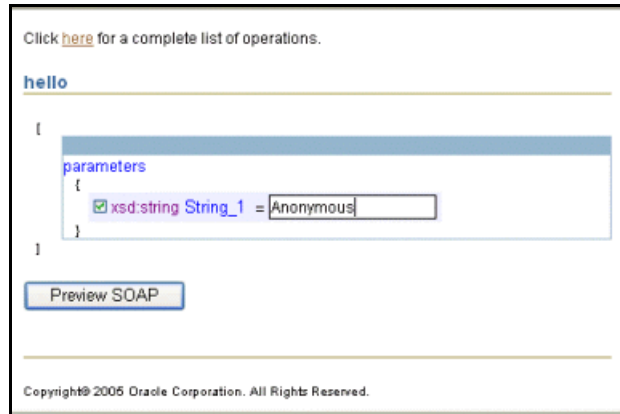 Click here for a complete list of operations.
hello
[
parameters
{
xsd:string String_1 = Anonymous
}
]
Preview SOAP
Copyright© 2005 Oracle Corporation. All Rights Reserved.